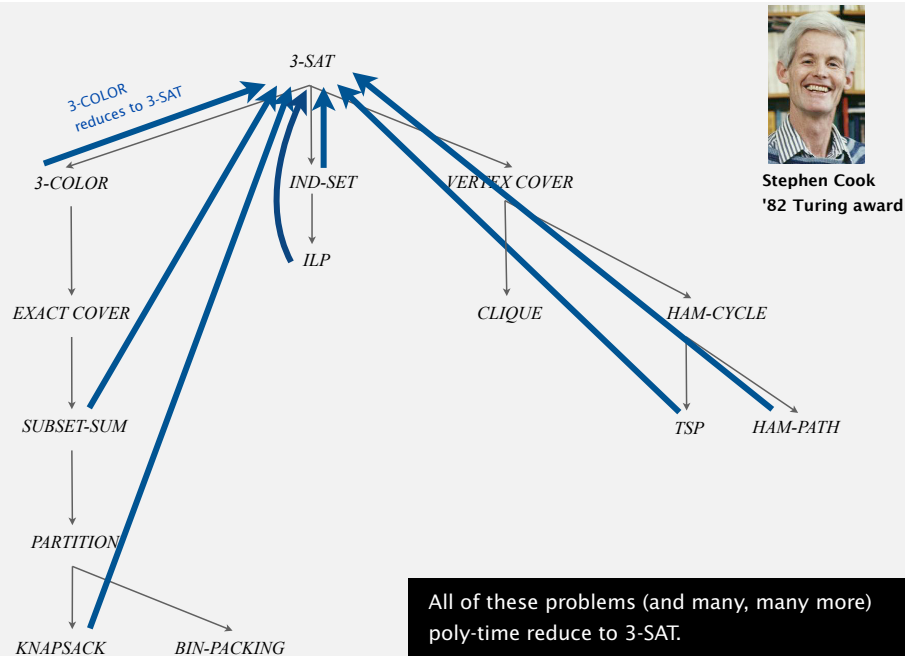 3-SAT
3-COLOR
reduces to 3-SAT
3-COLOR
IND-SET
VERTEX COVER
Stephen Cook
'82 Turing award
ILP
EXACT COVER
CLIQUE
HAM-CYCLE
SUBSET-SUM
TSP
HAM-PATH
PARTITION
All of these problems (and many, many more)
poly-time reduce to 3-SAT.
KNAPSACK
BIN-PACKING